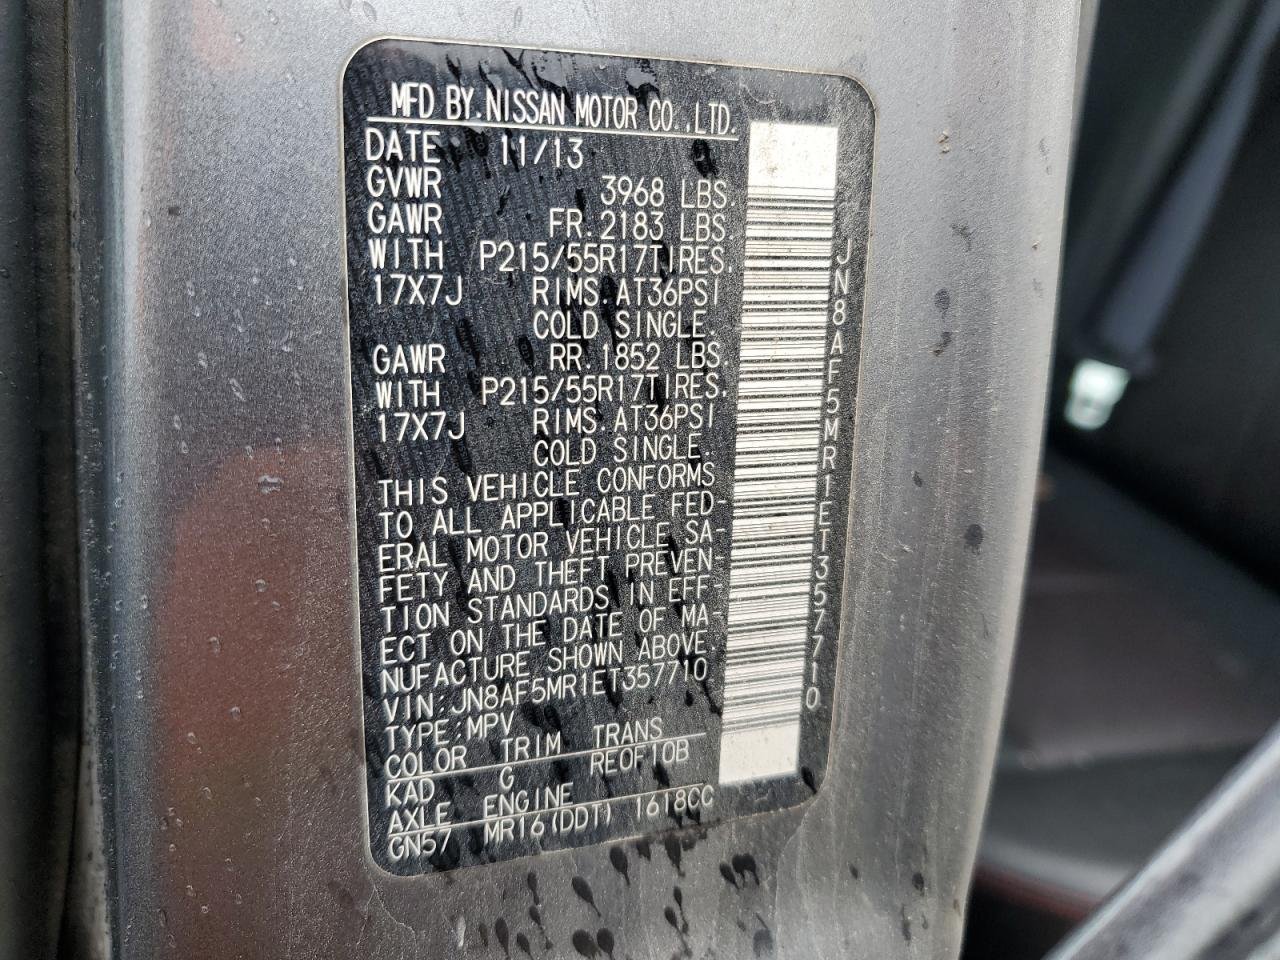 MFD BY.NISSAN MOTOR CO.,LTD.
DATE 11/13
GVWR 3968 LBS.
GAWR FR.2183 LBS.
WITH P215/55R17TIRES.
17X7J RIMS.AT36PSI
COLD SINGLE.
GAWR RR.1852 LBS.
WITH P215/55R17TIRES.
17X7J RIMS.AT36PSI
COLD SINGLE.
THIS VEHICLE CONFORMS
TO ALL APPLICABLE FED-
ERAL MOTOR VEHICLE SA-
FETY AND THEFT PREVEN-
TION STANDARDS IN EFF-
ECT ON THE DATE OF MA-
NUFACTURE SHOWN ABOVE.
VIN:JN8AF5MR1ET357710
TYPE:MPV
COLOR TRIM TRANS
KAD G RE0F10B
AXLE ENGINE
GN57 MR16(DDT) 1618CC
JN8AF5MR1ET357710